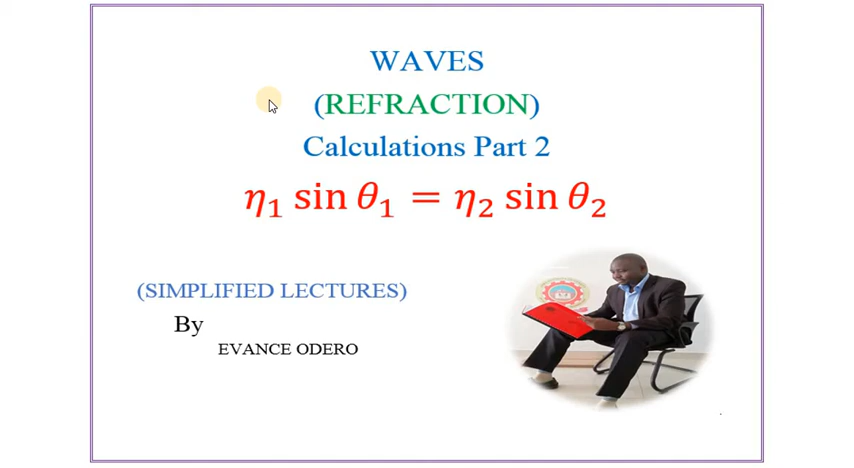 WAVES
(REFRACTION)
Calculations Part 2
η₁ sin θ₁ = η₂ sin θ₂
(SIMPLIFIED LECTURES)
By
EVANCE ODERO